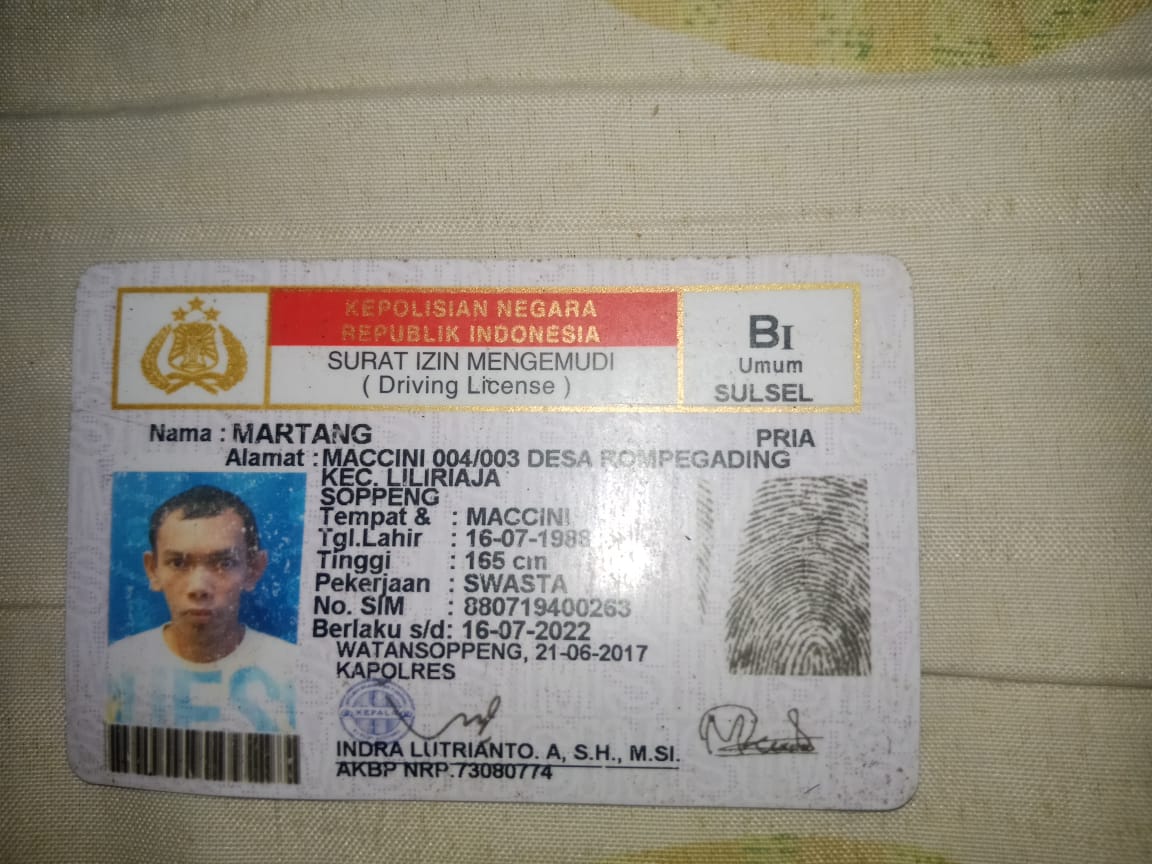 KEPOLISIAN NEGARA
REPUBLIK INDONESIA
SURAT IZIN MENGEMUDI
( Driving License )
BI
Umum
SULSEL
Nama : MARTANG
PRIA
Alamat : MACCINI 004/003 DESA ROMPEGADING
KEC. LILIRIAJA
SOPPENG
Tempat & : MACCINI
Tgl.Lahir : 16-07-1988
Tinggi : 165 cm
Pekerjaan : SWASTA
No. SIM : 880719400263
Berlaku s/d: 16-07-2022
WATANSOPPENG, 21-06-2017
KAPOLRES
KEPALA
INDRA LUTRIANTO. A, S.H., M.SI.
AKBP NRP.73080774